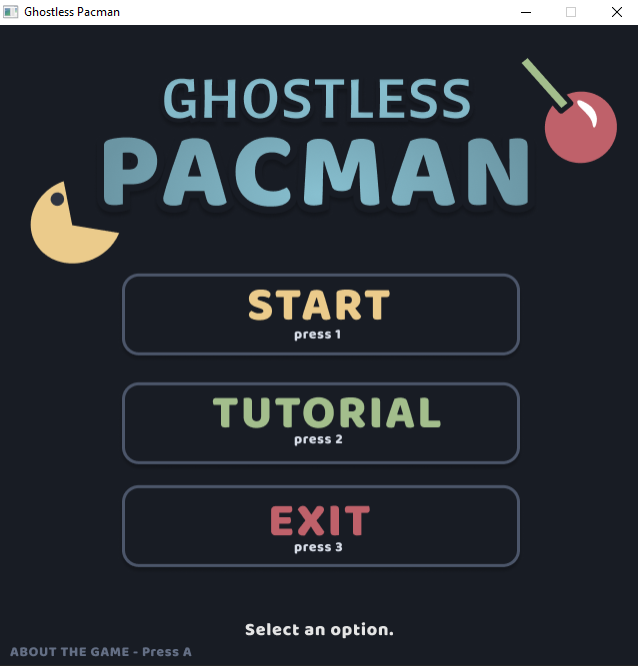 Ghostless Pacman
GHOSTLESS
PACMAN
START
press 1
TUTORIAL
press 2
EXIT
press 3
Select an option.
ABOUT THE GAME - Press A